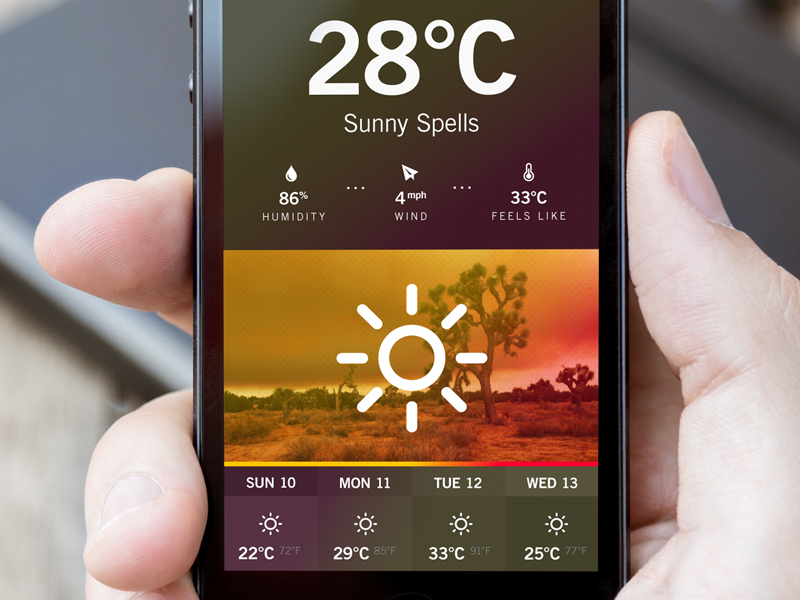 28°C
Sunny Spells
86% ... 4 mph ... 33°C
HUMIDITY WIND FEELS LIKE
SUN 10 MON 11 TUE 12 WED 13
22°C 72°F 29°C 85°F 33°C 91°F 25°C 77°F